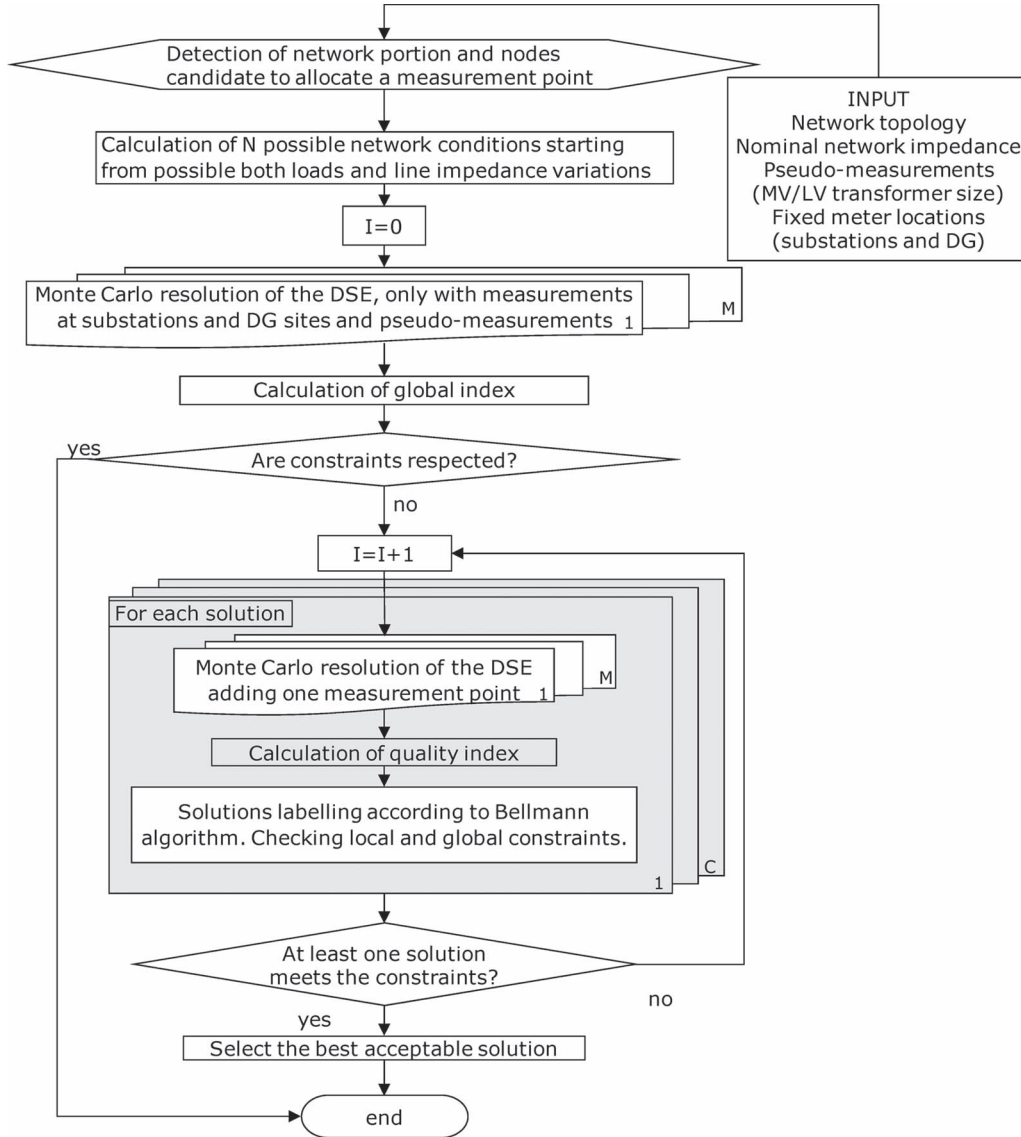 Detection of network portion and nodes
candidate to allocate a measurement point
INPUT
Network topology
Nominal network impedance
Pseudo-measurements
(MV/LV transformer size)
Fixed meter locations
(substations and DG)
Calculation of N possible network conditions starting
from possible both loads and line impedance variations
I=0
Monte Carlo resolution of the DSE, only with measurements
at substations and DG sites and pseudo-measurements 1
M
Calculation of global index
yes
Are constraints respected?
no
I=I+1
For each solution
Monte Carlo resolution of the DSE
adding one measurement point 1
M
Calculation of quality index
Solutions labelling according to Bellmann
algorithm. Checking local and global constraints.
1
C
At least one solution
meets the constraints?
no
yes
Select the best acceptable solution
end